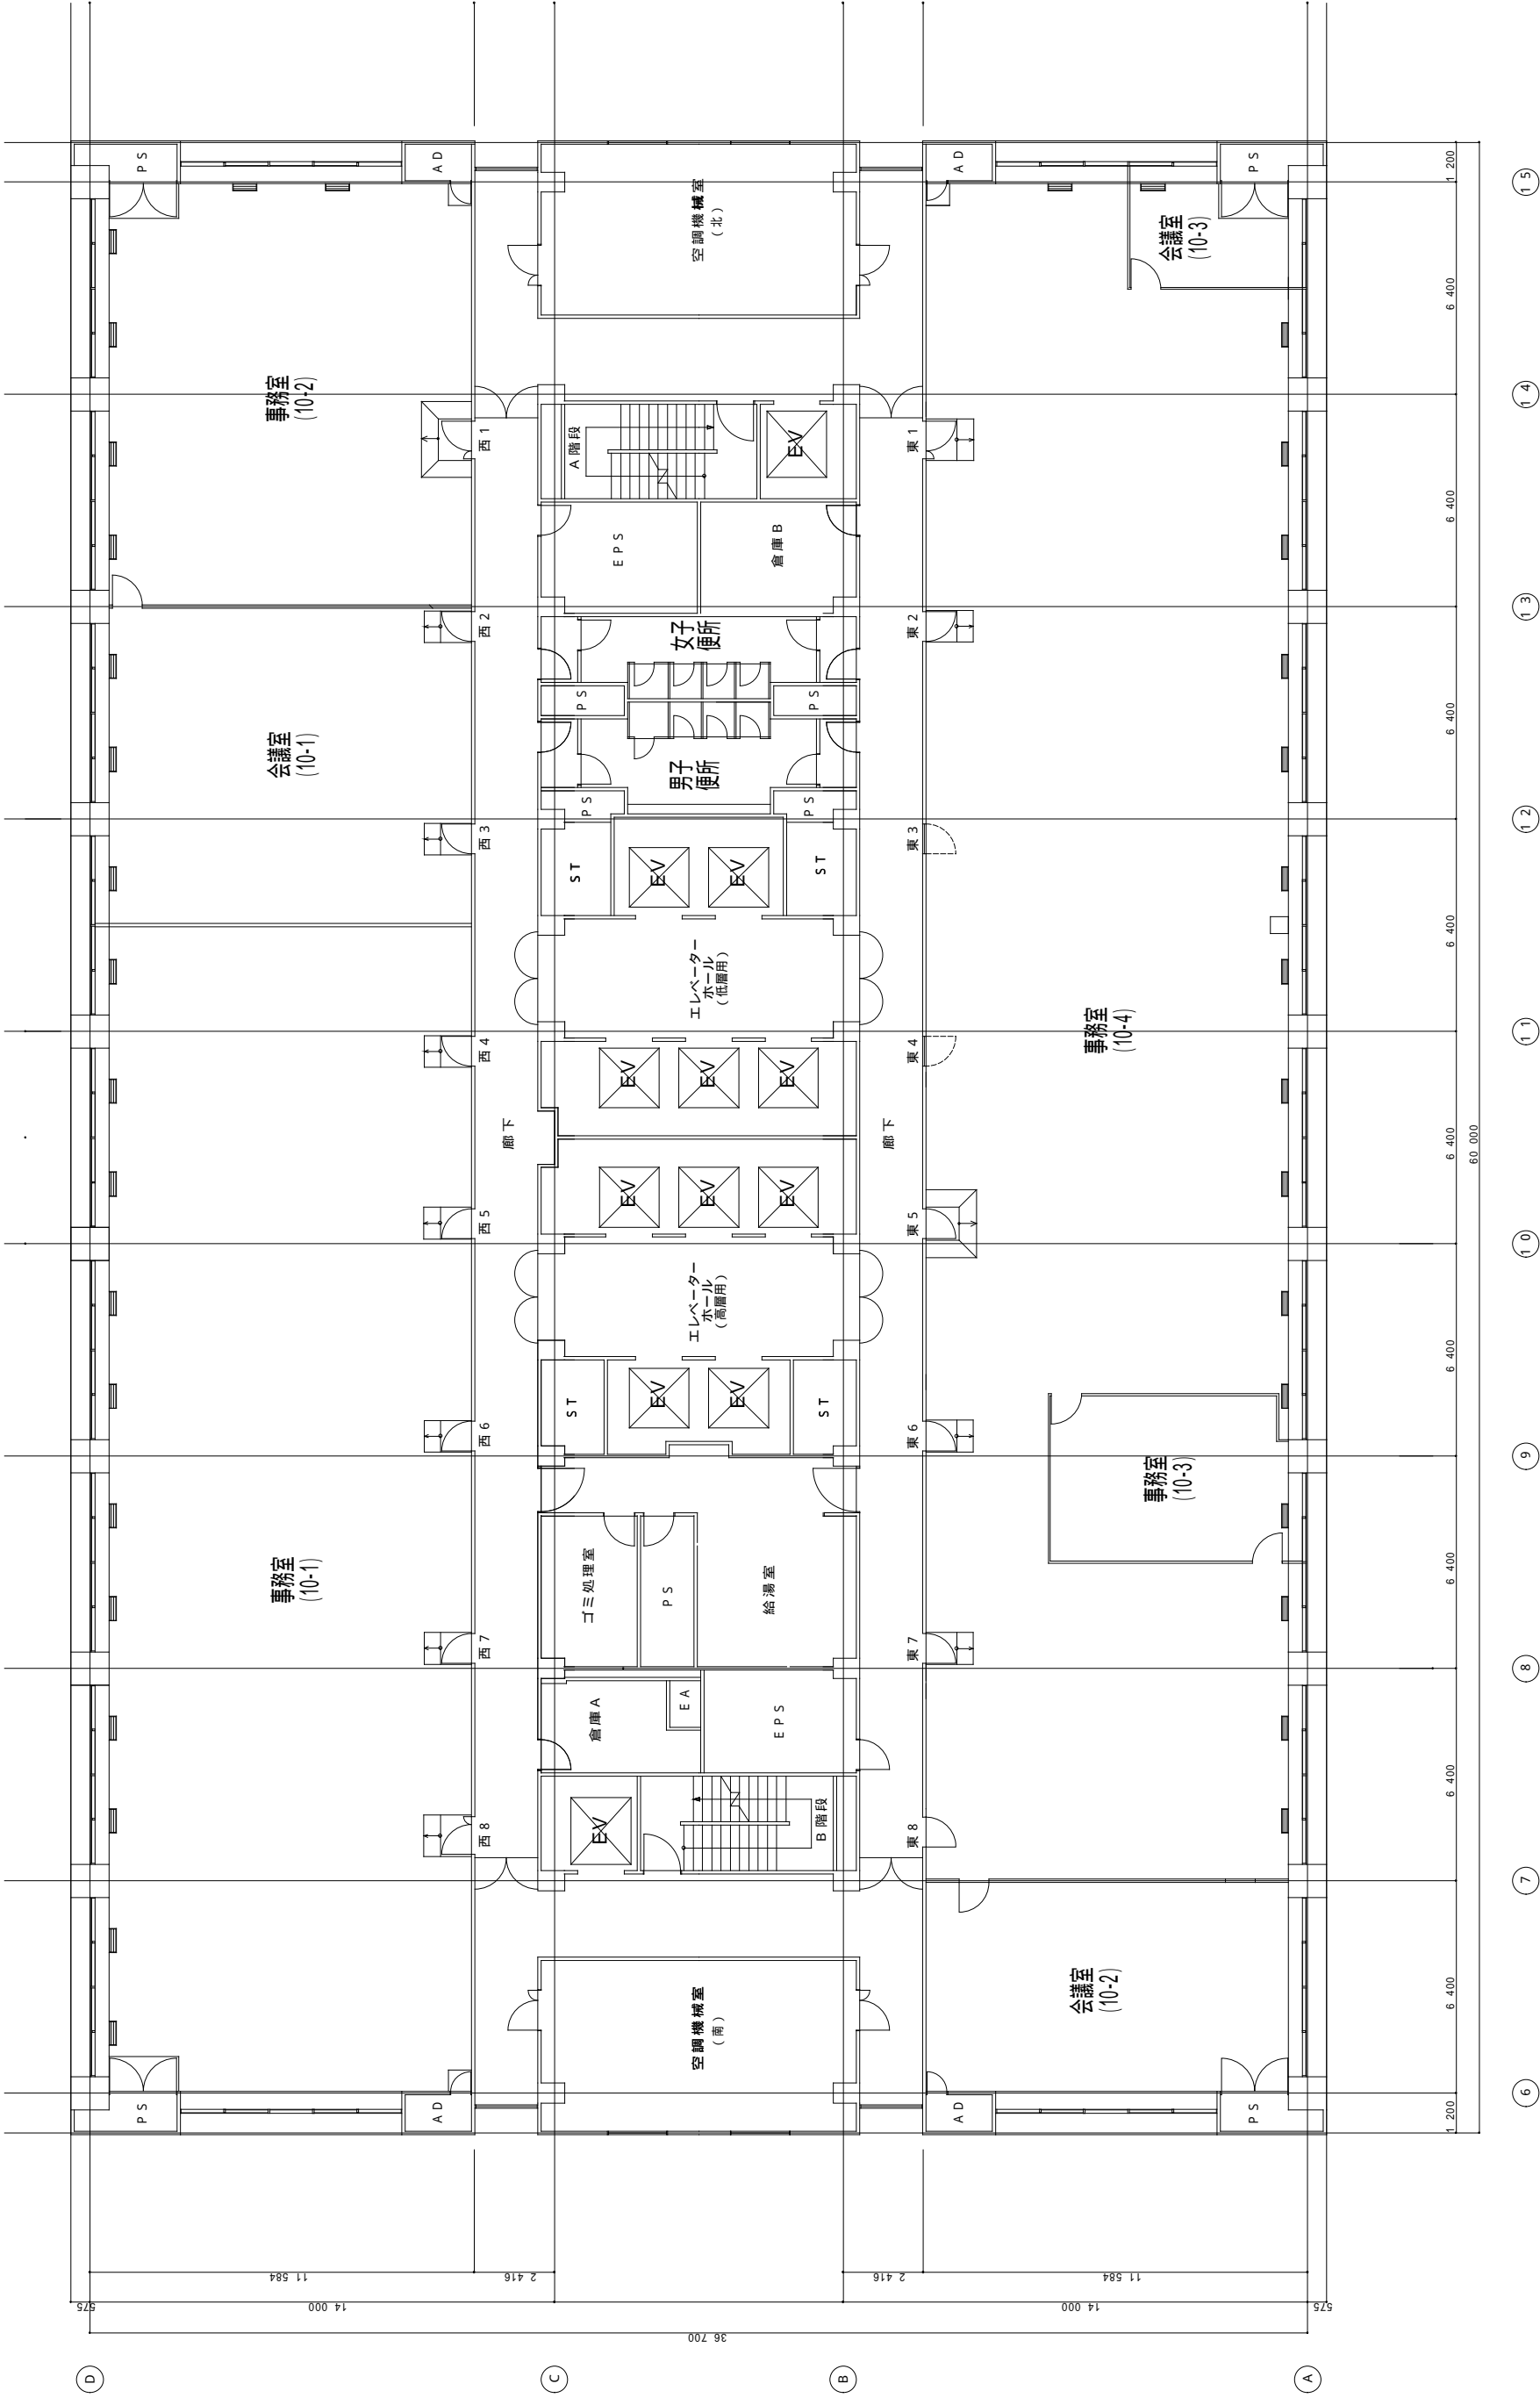 PS
AD
空調機械室
(北)
AD
PS
会議室
(10-3)
1 200
15
6 400
事務室
(10-2)
14
西1
A階段
EV
東1
EPS
倉庫B
6 400
13
西2
女子
便所
東2
会議室
(10-1)
PS
PS
6 400
男子
便所
PS
PS
12
西3
ST
EV
EV
ST
東3
エレベーター
ホール
(低層用)
6 400
西4
東4
事務室
(10-4)
11
EV
EV
EV
廊下
廊下
6 400
60 000
EV
EV
EV
西5
東5
10
エレベーター
ホール
(高層用)
6 400
ST
EV
EV
ST
西6
東6
9
事務室
(10-3)
事務室
(10-1)
ゴミ処理室
PS
給湯室
6 400
西7
東7
8
倉庫A
EA
EPS
6 400
EV
B階段
西8
東8
7
空調機械室
(南)
会議室
(10-2)
6 400
6
PS
AD
AD
PS
1 200
11 584
2 416
2 416
11 584
575
14 000
14 000
575
36 700
D
C
B
A